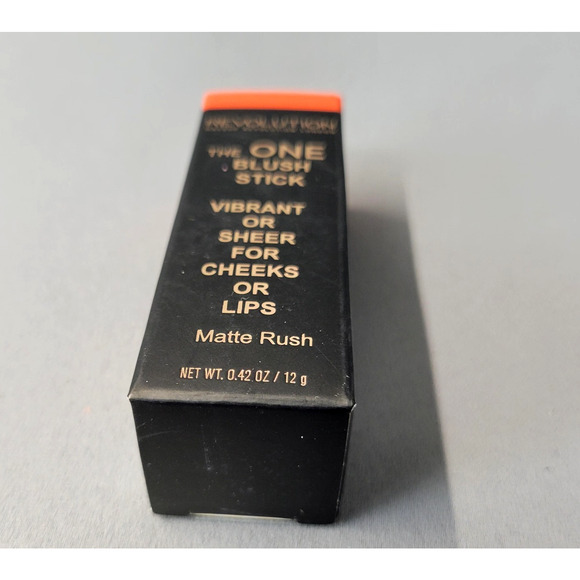 REVOLUTION
THE ONE
BLUSH
STICK
VIBRANT
OR
SHEER
FOR
CHEEKS
OR
LIPS
Matte Rush
NET WT. 0.42 OZ / 12 g